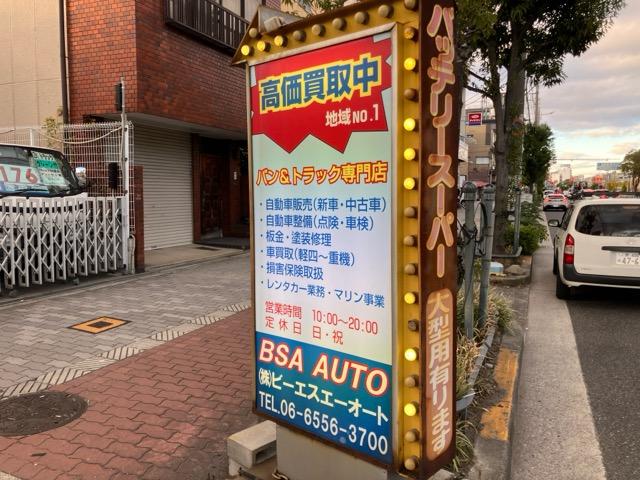 高価買取中
地域NO.1
バン&トラック専門店
・自動車販売(新車・中古車)
・自動車整備(点険・車検)
・板金・塗装修理
・車買取(軽四～重機)
・損害保険取扱
・レンタカー業務・マリン事業
営業時間 10:00～20:00
定休日 日・祝
BSA AUTO
㈱ビーエスエーオート
TEL.06-6556-3700
バッテリースーパー
大型用有ります
176